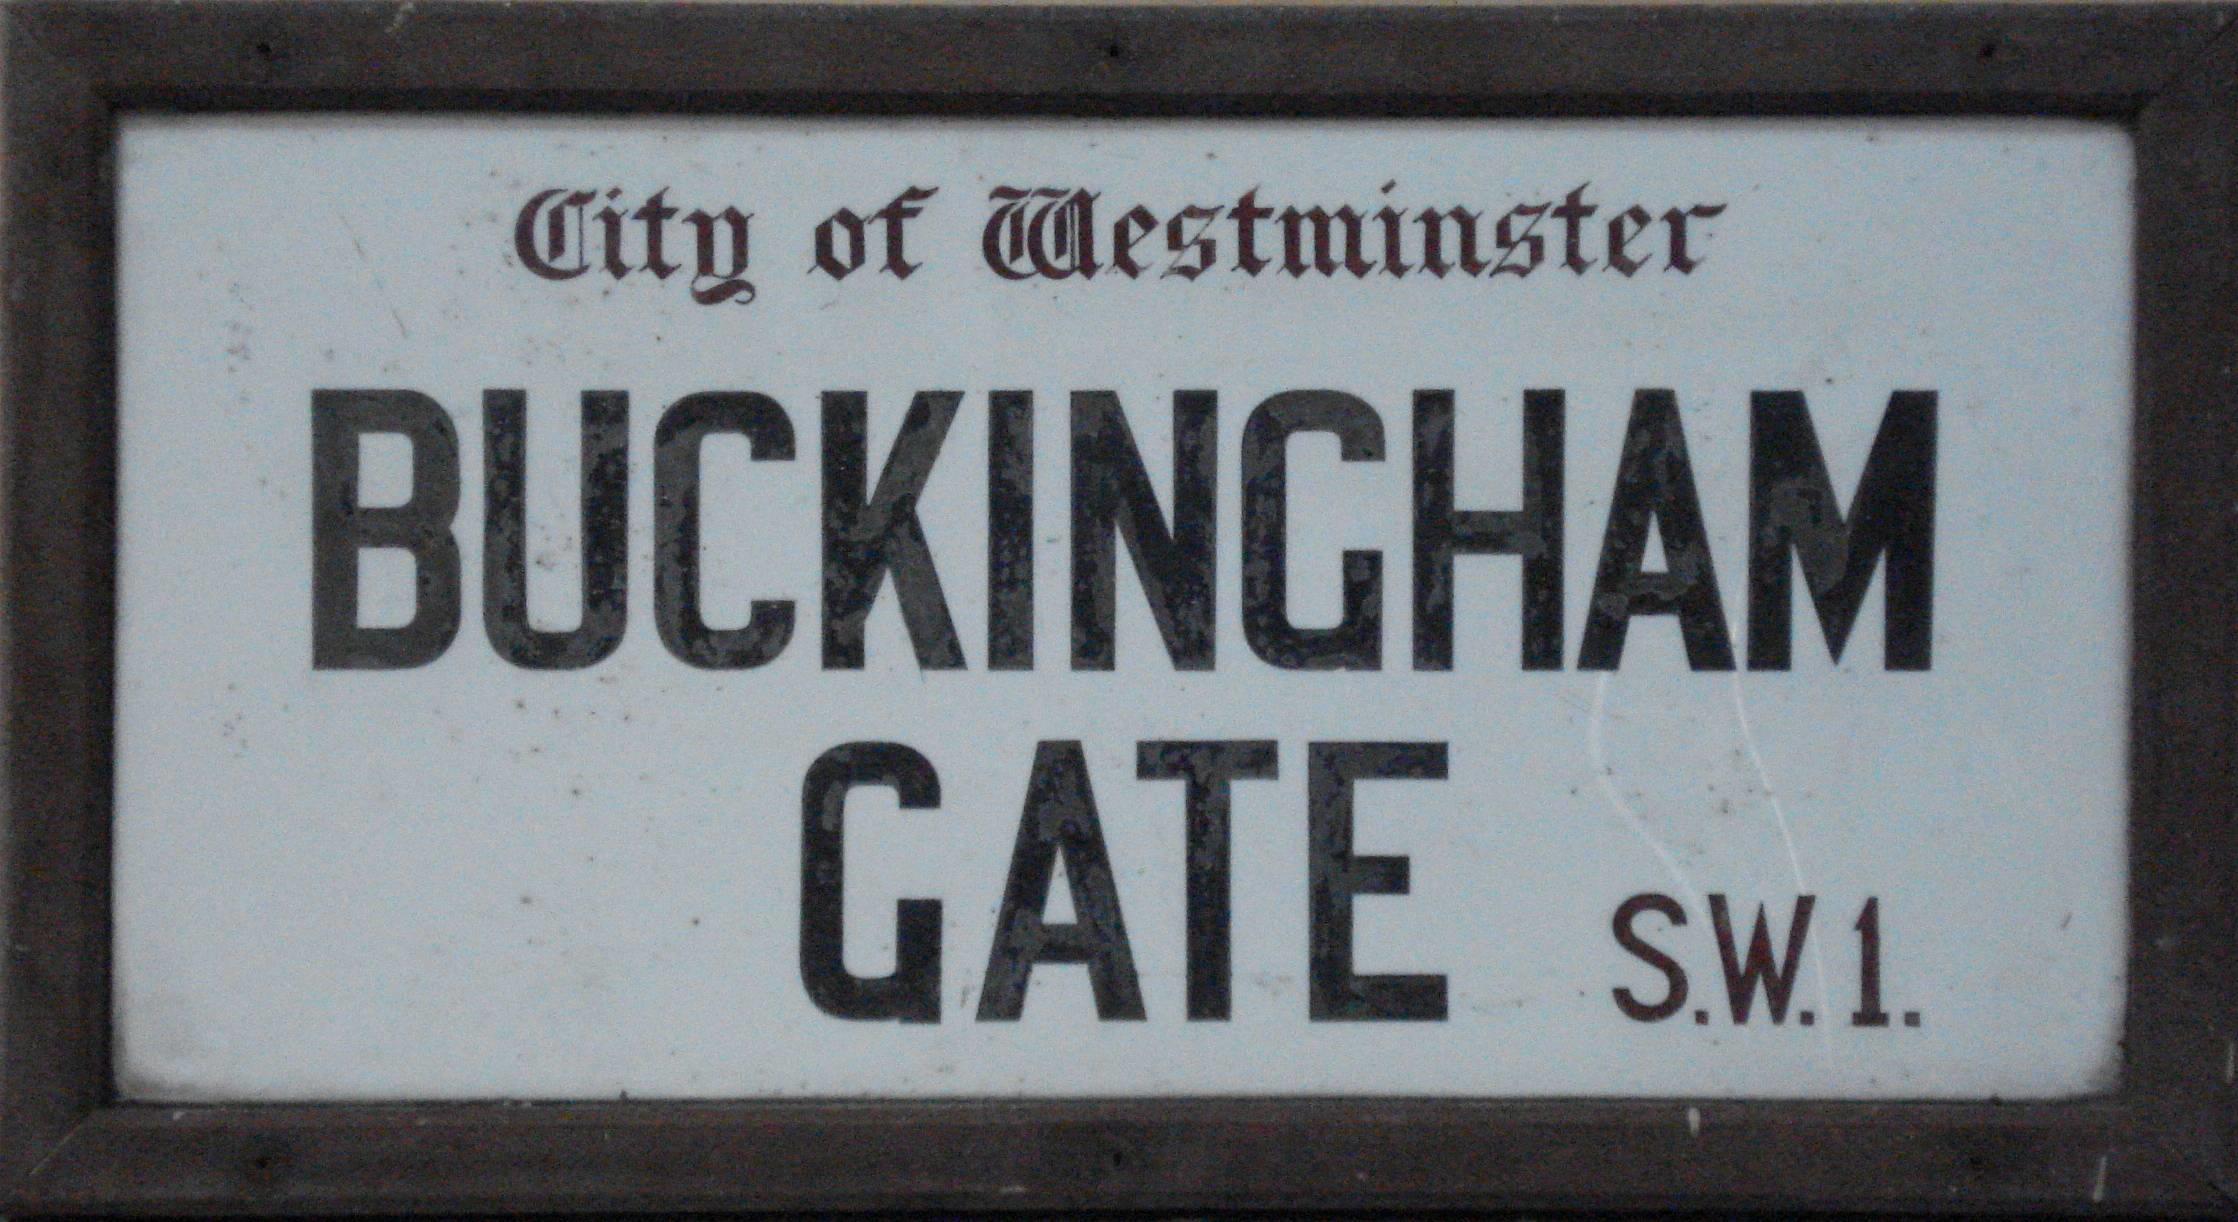 City of Westminster
BUCKINGHAM
GATE S.W.1.